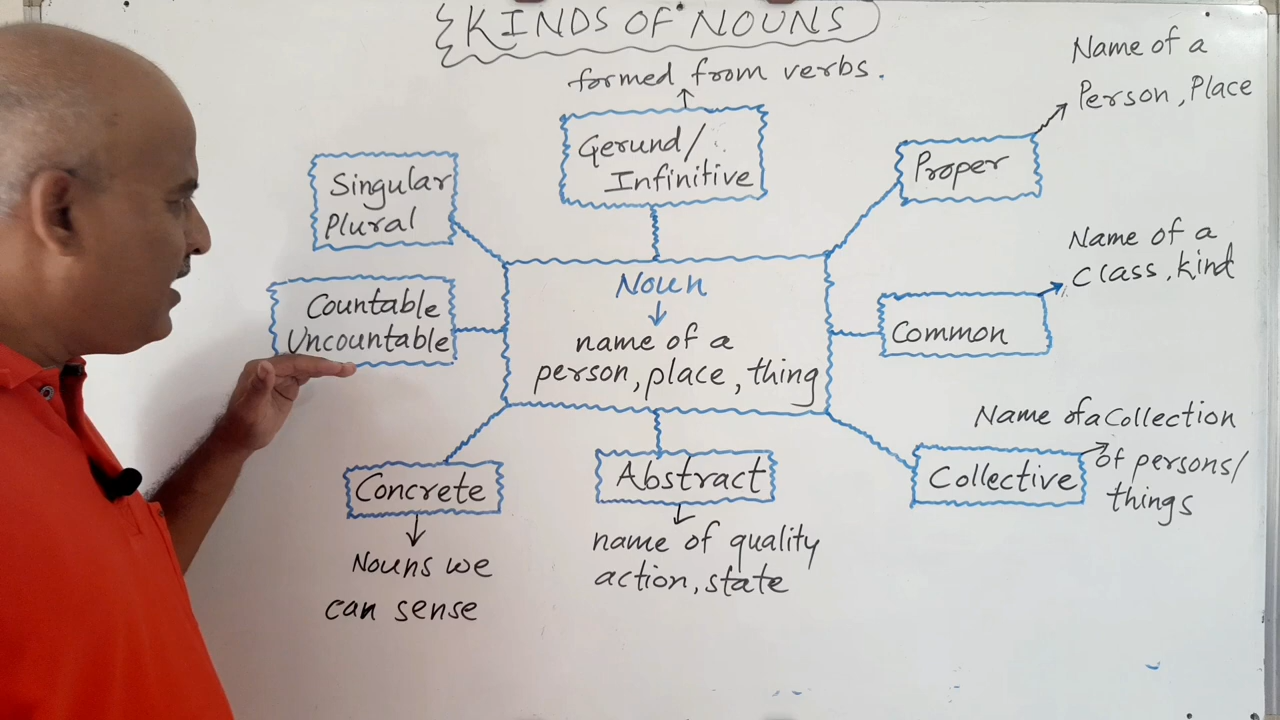 KINDS OF NOUNS
formed from verbs.
Gerund/
Infinitive
Singular
Plural
Countable
Uncountable
Noun
name of a
person, place, thing
Proper
Name of a
Person, Place
Common
Name of a
class, kind
Collective
Name of a Collection
of persons/
things
Concrete
Nouns we
can sense
Abstract
name of quality
action, state